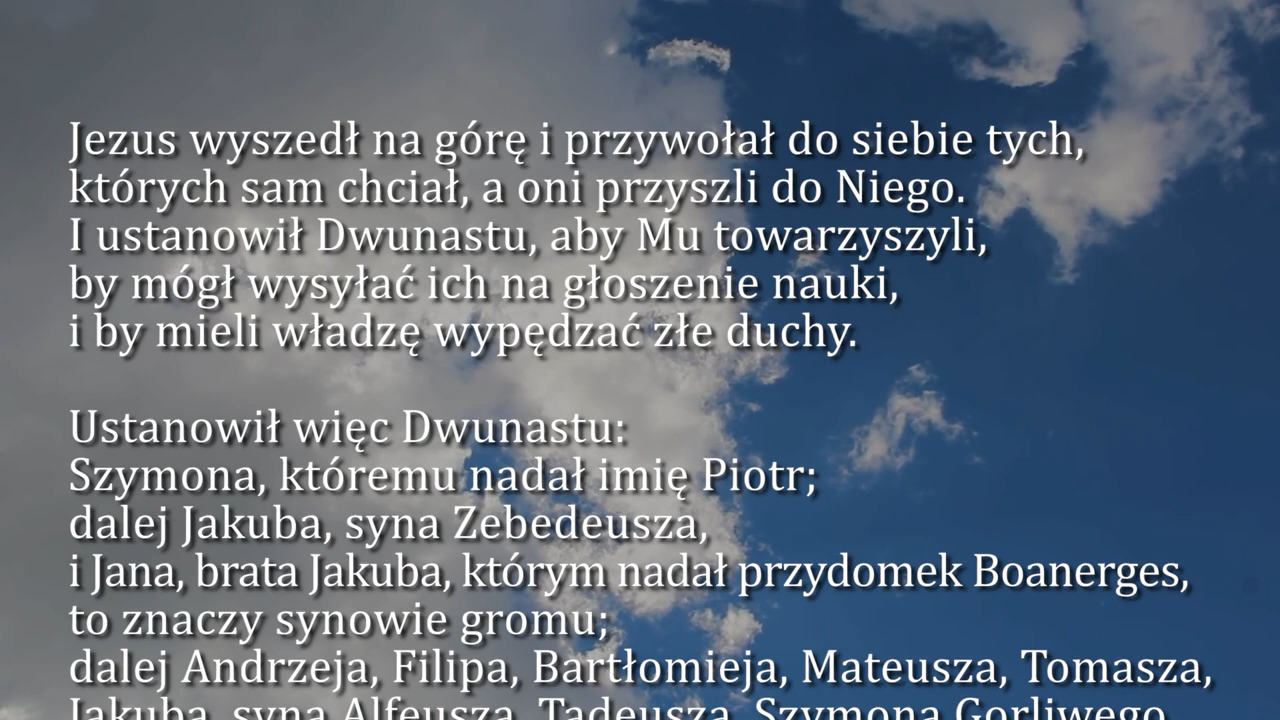 Jezus wyszedł na górę i przywołał do siebie tych,
których sam chciał, a oni przyszli do Niego.
I ustanowił Dwunastu, aby Mu towarzyszyli,
by mógł wysyłać ich na głoszenie nauki,
i by mieli władzę wypędzać złe duchy.
Ustanowił więc Dwunastu:
Szymona, któremu nadał imię Piotr;
dalej Jakuba, syna Zebedeusza,
i Jana, brata Jakuba, którym nadał przydomek Boanerges,
to znaczy synowie gromu;
dalej Andrzeja, Filipa, Bartłomieja, Mateusza, Tomasza,
Jakuba, syna Alfeusza, Tadeusza, Szymona Gorliwego